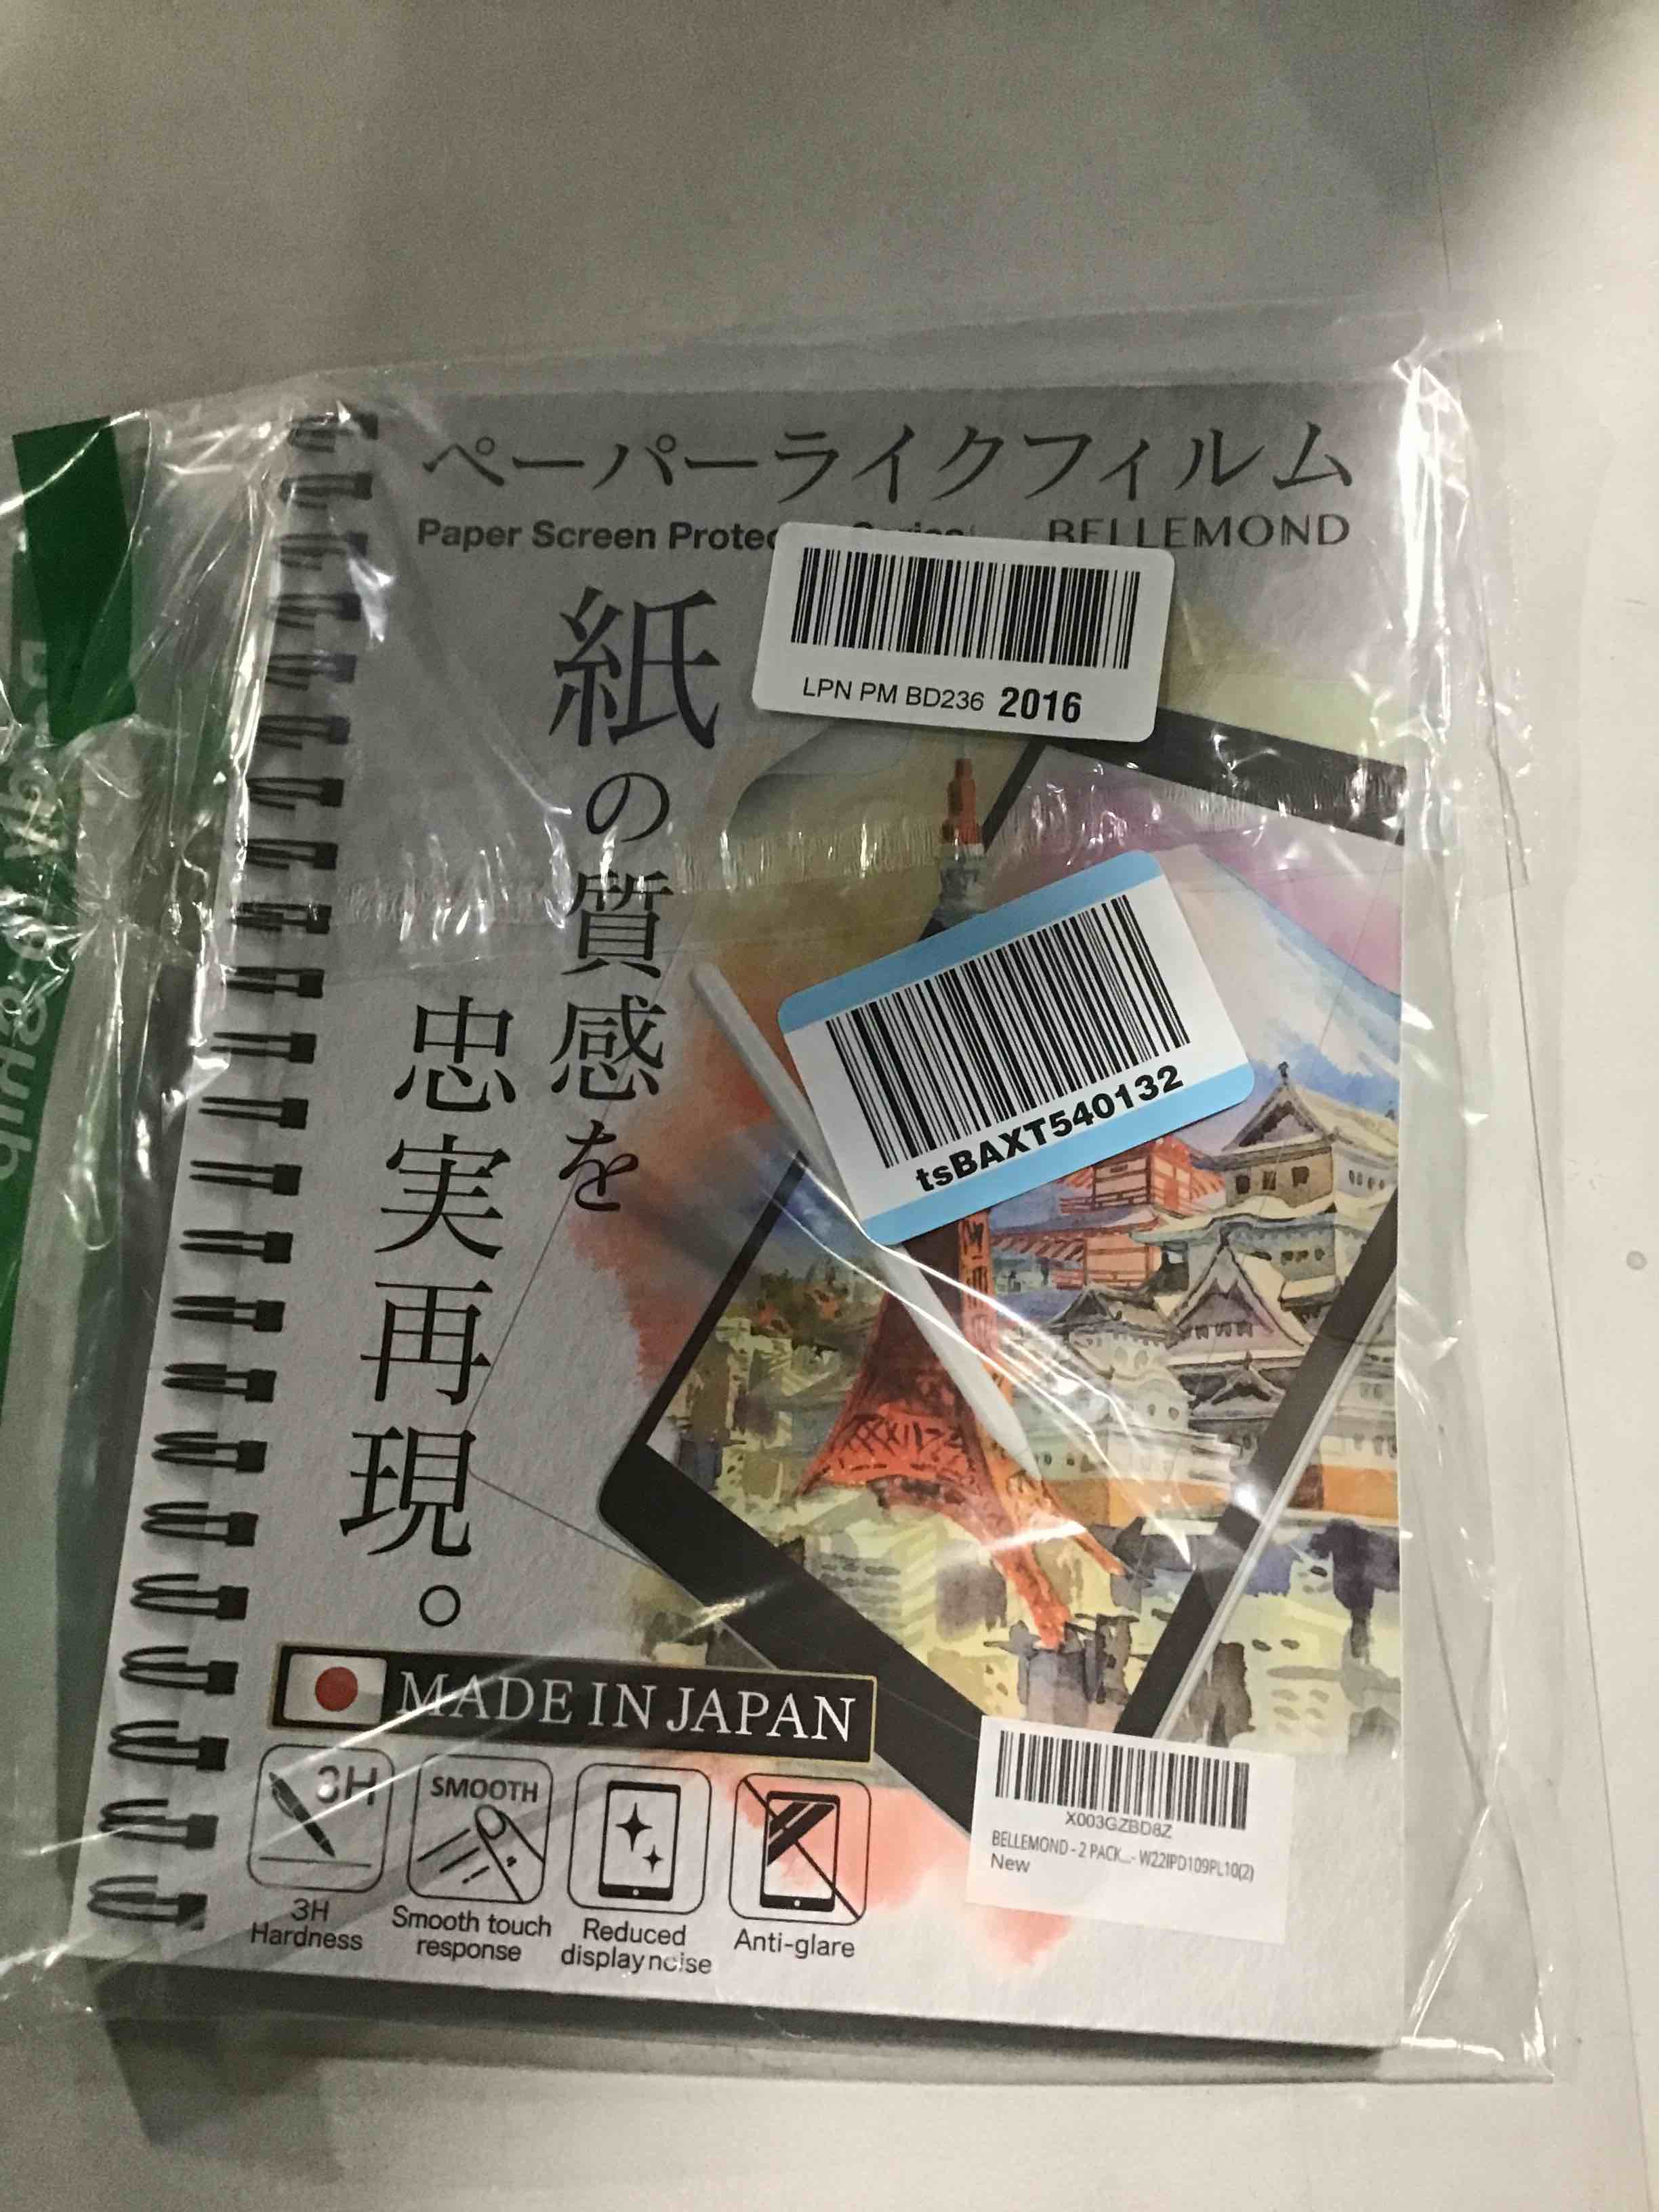 ペーパーライクフィルム
Paper Screen
BELLEMOND
LPN PM BD236 2016
紙の質感を
忠実再現。
tsBAXT540132
MADE IN JAPAN
3H
SMOOTH
3H
Hardness
Smooth touch
response
Reduced
display noise
Anti-glare
X003GZBD8Z
BELLEMOND - 2 PACK...- W22IPD109PL10(2)
New